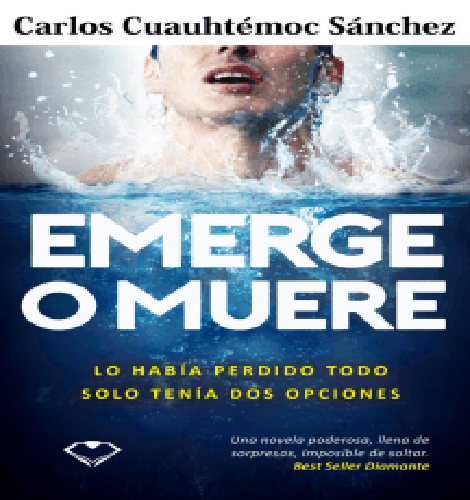 Carlos Cuauhtémoc Sánchez
EMERGE
O MUERE
LO HABÍA PERDIDO TODO
SOLO TENÍA DOS OPCIONES
Una novela poderosa, llena de
sorpresas, imposible de soltar.
Best Seller Diamante